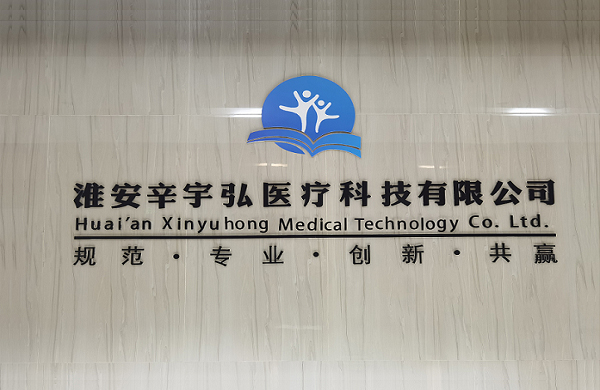 淮安辛宇弘医疗科技有限公司
Huai'an Xinyuhong Medical Technology Co. Ltd.
规范·专业·创新·共赢